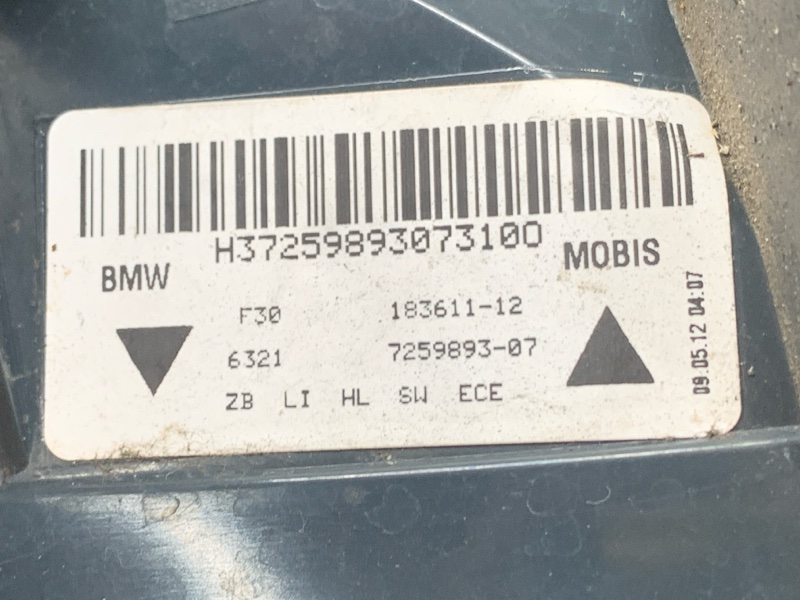 H37259893073100
BMW
MOBIS
F30 183611-12
6321 7259893-07
ZB LI HL SW ECE
09.05.12 04:07